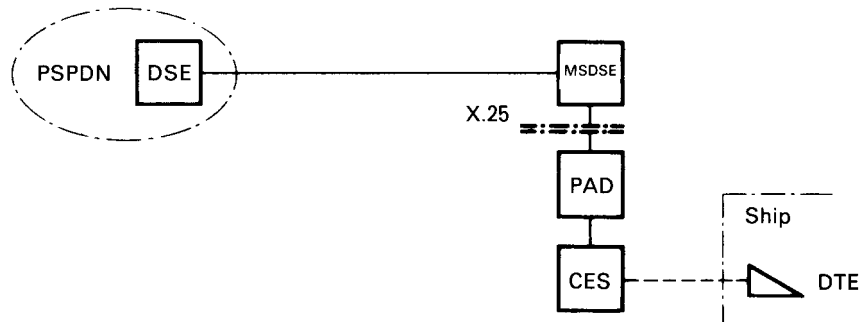 PSPDN
DSE
MSDSE
X.25
PAD
Ship
CES
DTE